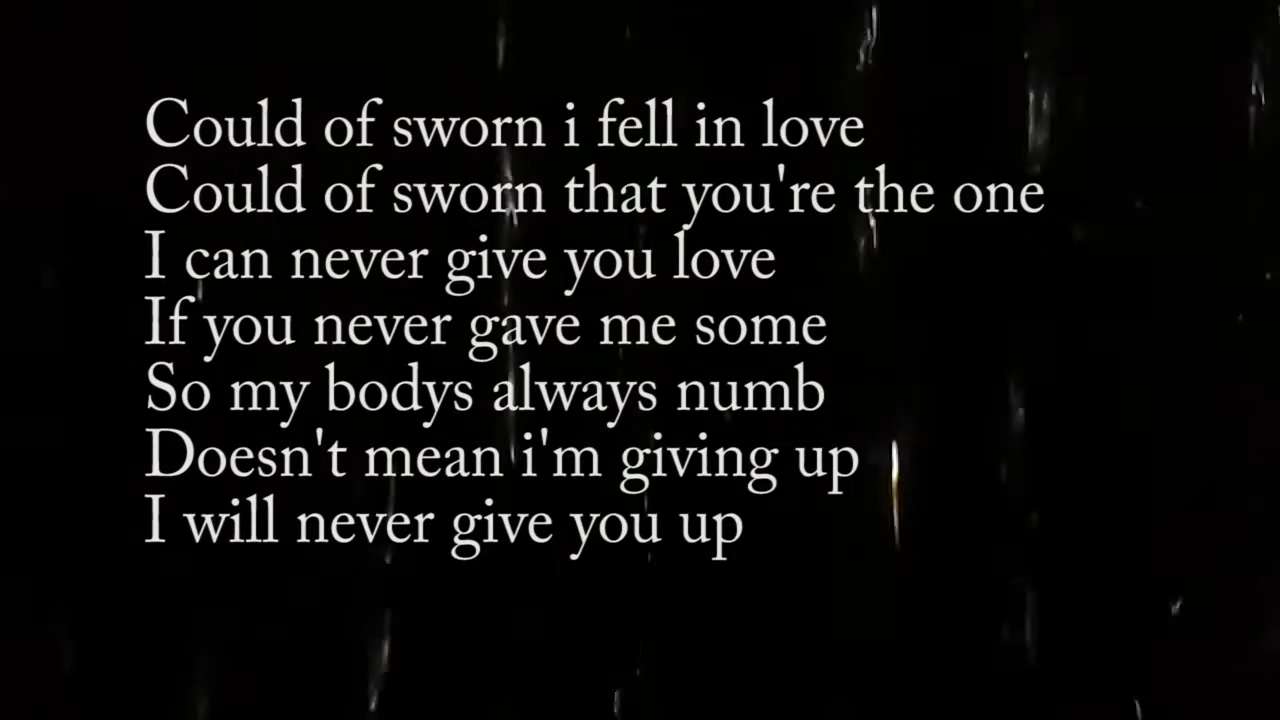 Could of sworn i fell in love
Could of sworn that you're the one
I can never give you love
If you never gave me some
So my bodys always numb
Doesn't mean i'm giving up
I will never give you up